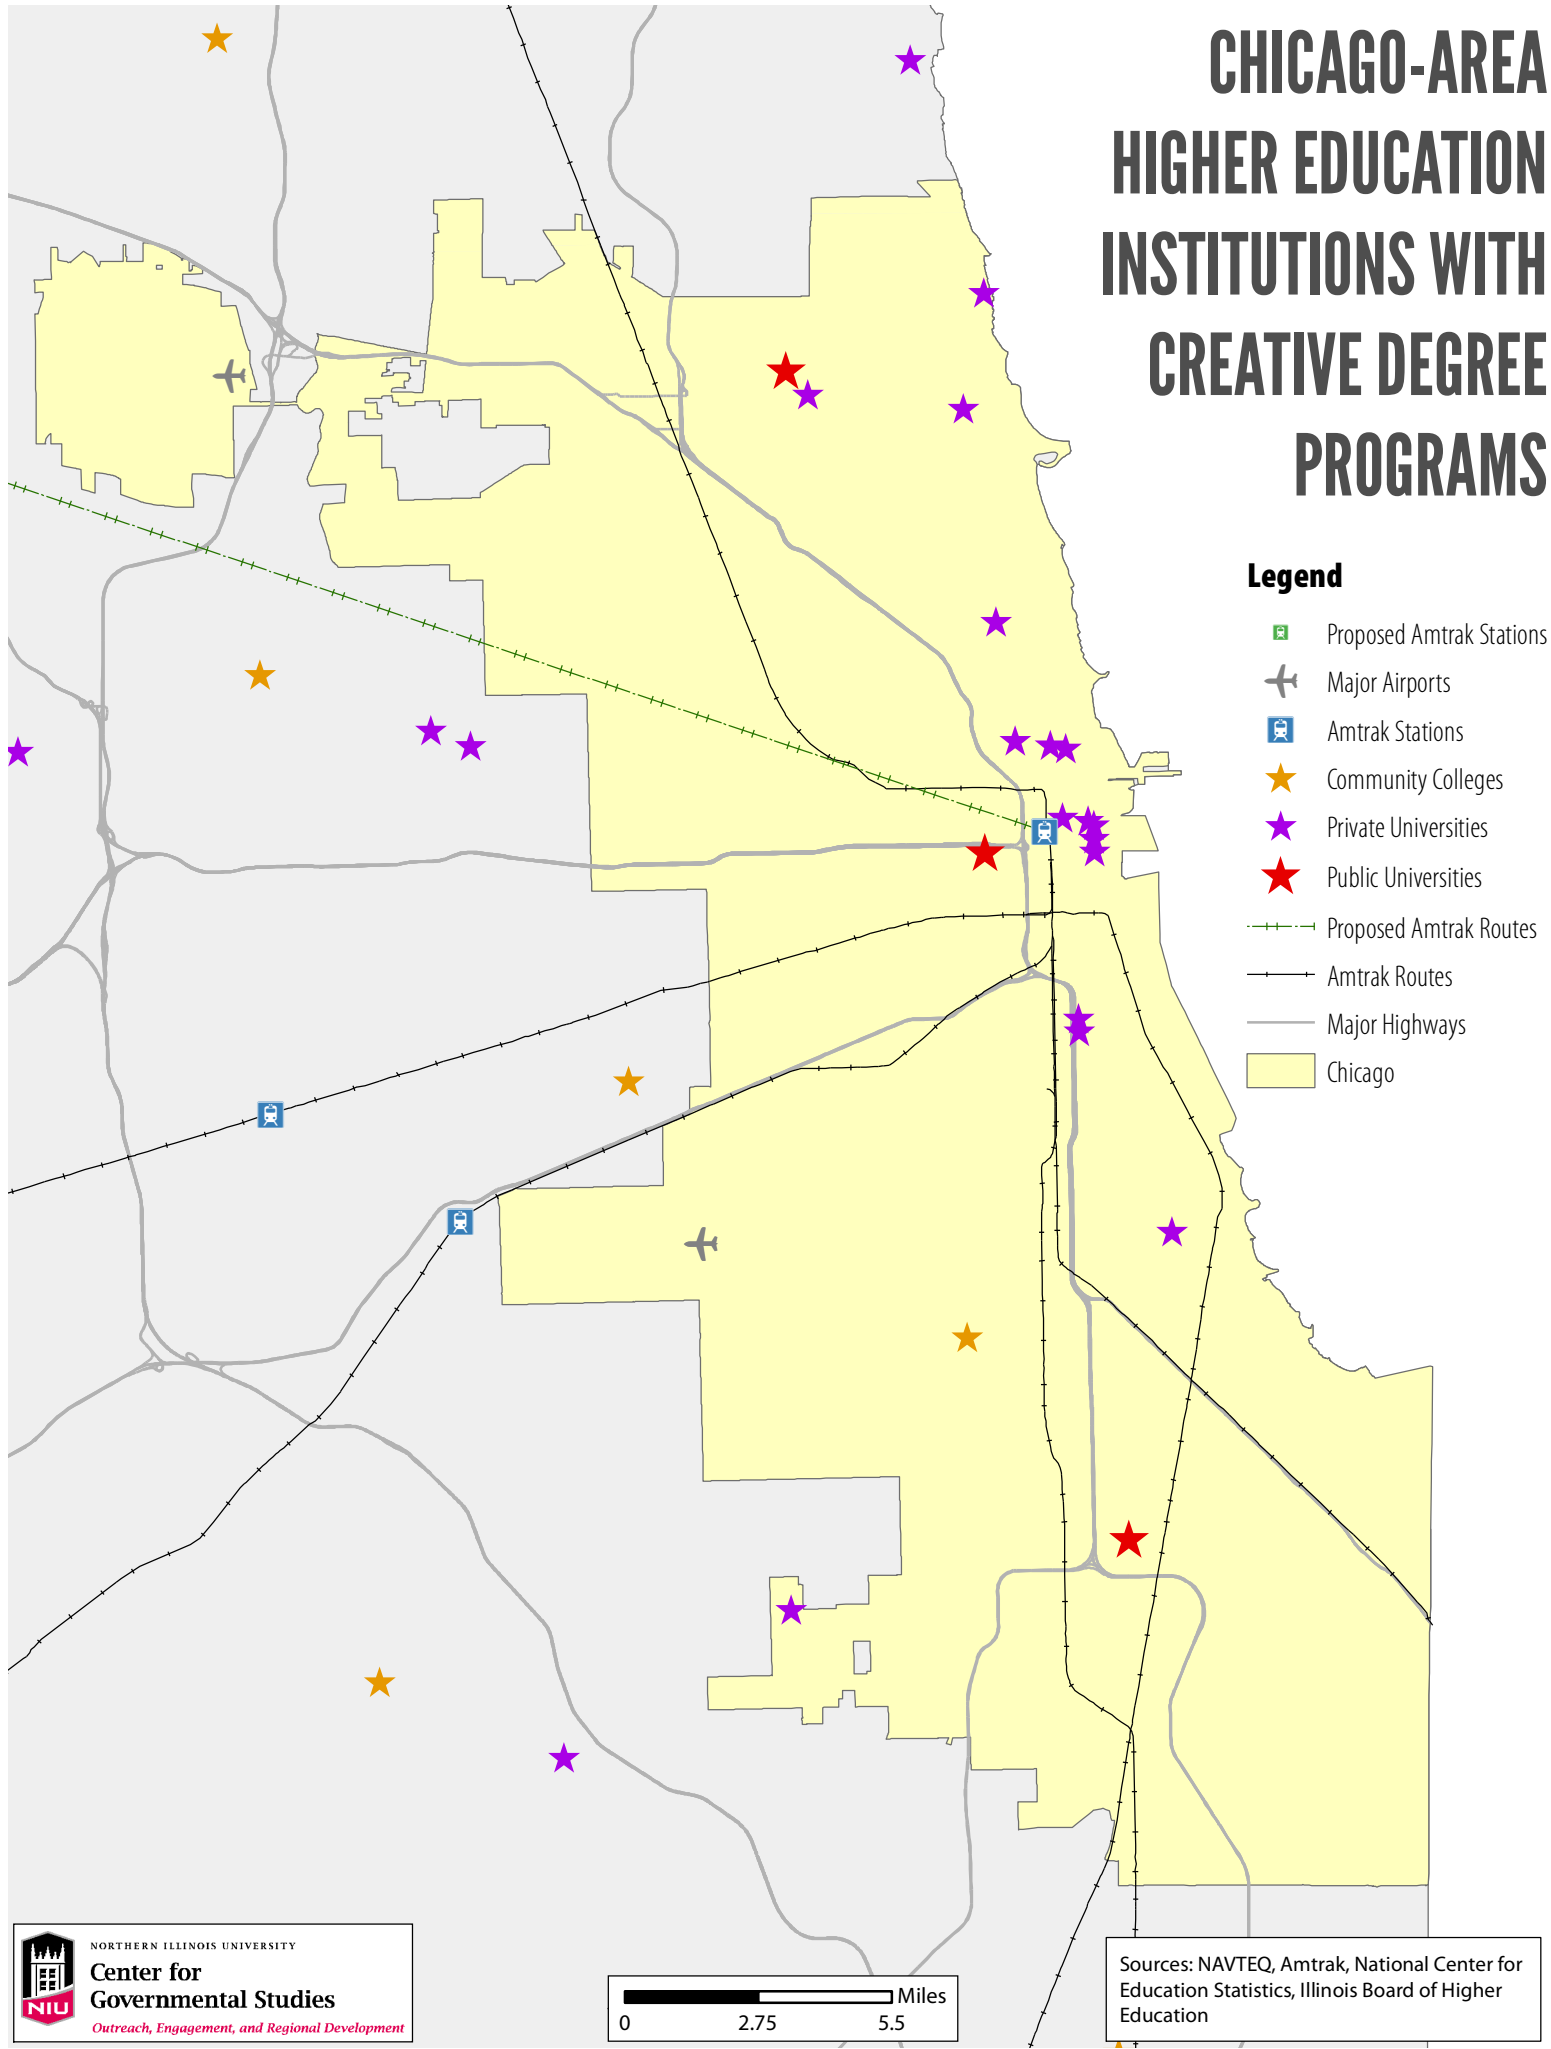 CHICAGO-AREA
HIGHER EDUCATION
INSTITUTIONS WITH
CREATIVE DEGREE
PROGRAMS
Legend
Proposed Amtrak Stations
Major Airports
Amtrak Stations
Community Colleges
Private Universities
Public Universities
Proposed Amtrak Routes
Amtrak Routes
Major Highways
Chicago
NORTHERN ILLINOIS UNIVERSITY
Center for
Governmental Studies
Outreach, Engagement, and Regional Development
NIU
Miles
0 2.75 5.5
Sources: NAVTEQ, Amtrak, National Center for
Education Statistics, Illinois Board of Higher
Education